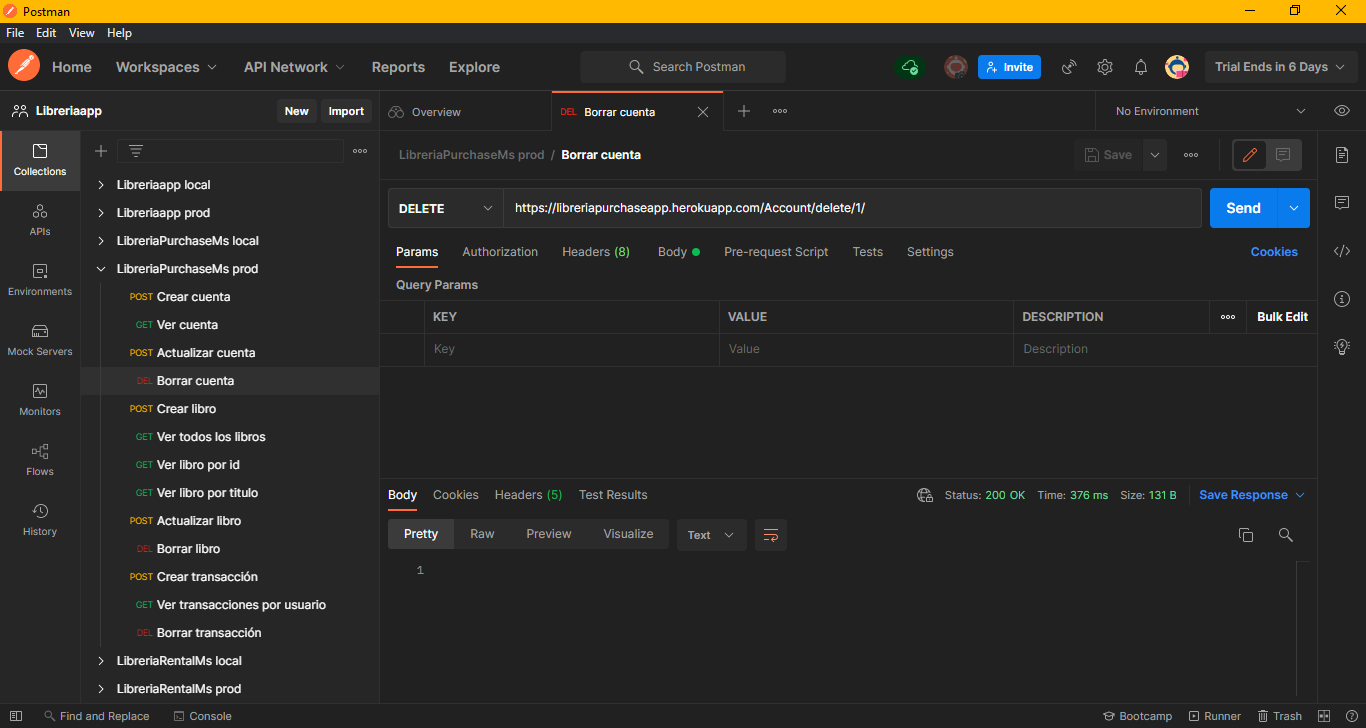 Postman
File Edit View Help
Home Workspaces API Network Reports Explore Search Postman Invite Trial Ends in 6 Days
Libreriaapp New Import Overview DEL Borrar cuenta No Environment
Collections
APIs
Environments
Mock Servers
Monitors
Flows
History
Libreriaapp local
Libreriaapp prod
LibreriaPurchaseMs local
LibreriaPurchaseMs prod
POST Crear cuenta
GET Ver cuenta
POST Actualizar cuenta
DEL Borrar cuenta
POST Crear libro
GET Ver todos los libros
GET Ver libro por id
GET Ver libro por titulo
POST Actualizar libro
DEL Borrar libro
POST Crear transacción
GET Ver transacciones por usuario
DEL Borrar transacción
LibreriaRentalMs local
LibreriaRentalMs prod
LibreriaPurchaseMs prod / Borrar cuenta Save
DELETE https://libreriapurchaseapp.herokuapp.com/Account/delete/1/ Send
Params Authorization Headers (8) Body Pre-request Script Tests Settings Cookies
Query Params
KEY VALUE DESCRIPTION Bulk Edit
Key Value Description
Body Cookies Headers (5) Test Results Status: 200 OK Time: 376 ms Size: 131 B Save Response
Pretty Raw Preview Visualize Text
1
Find and Replace Console Bootcamp Runner Trash